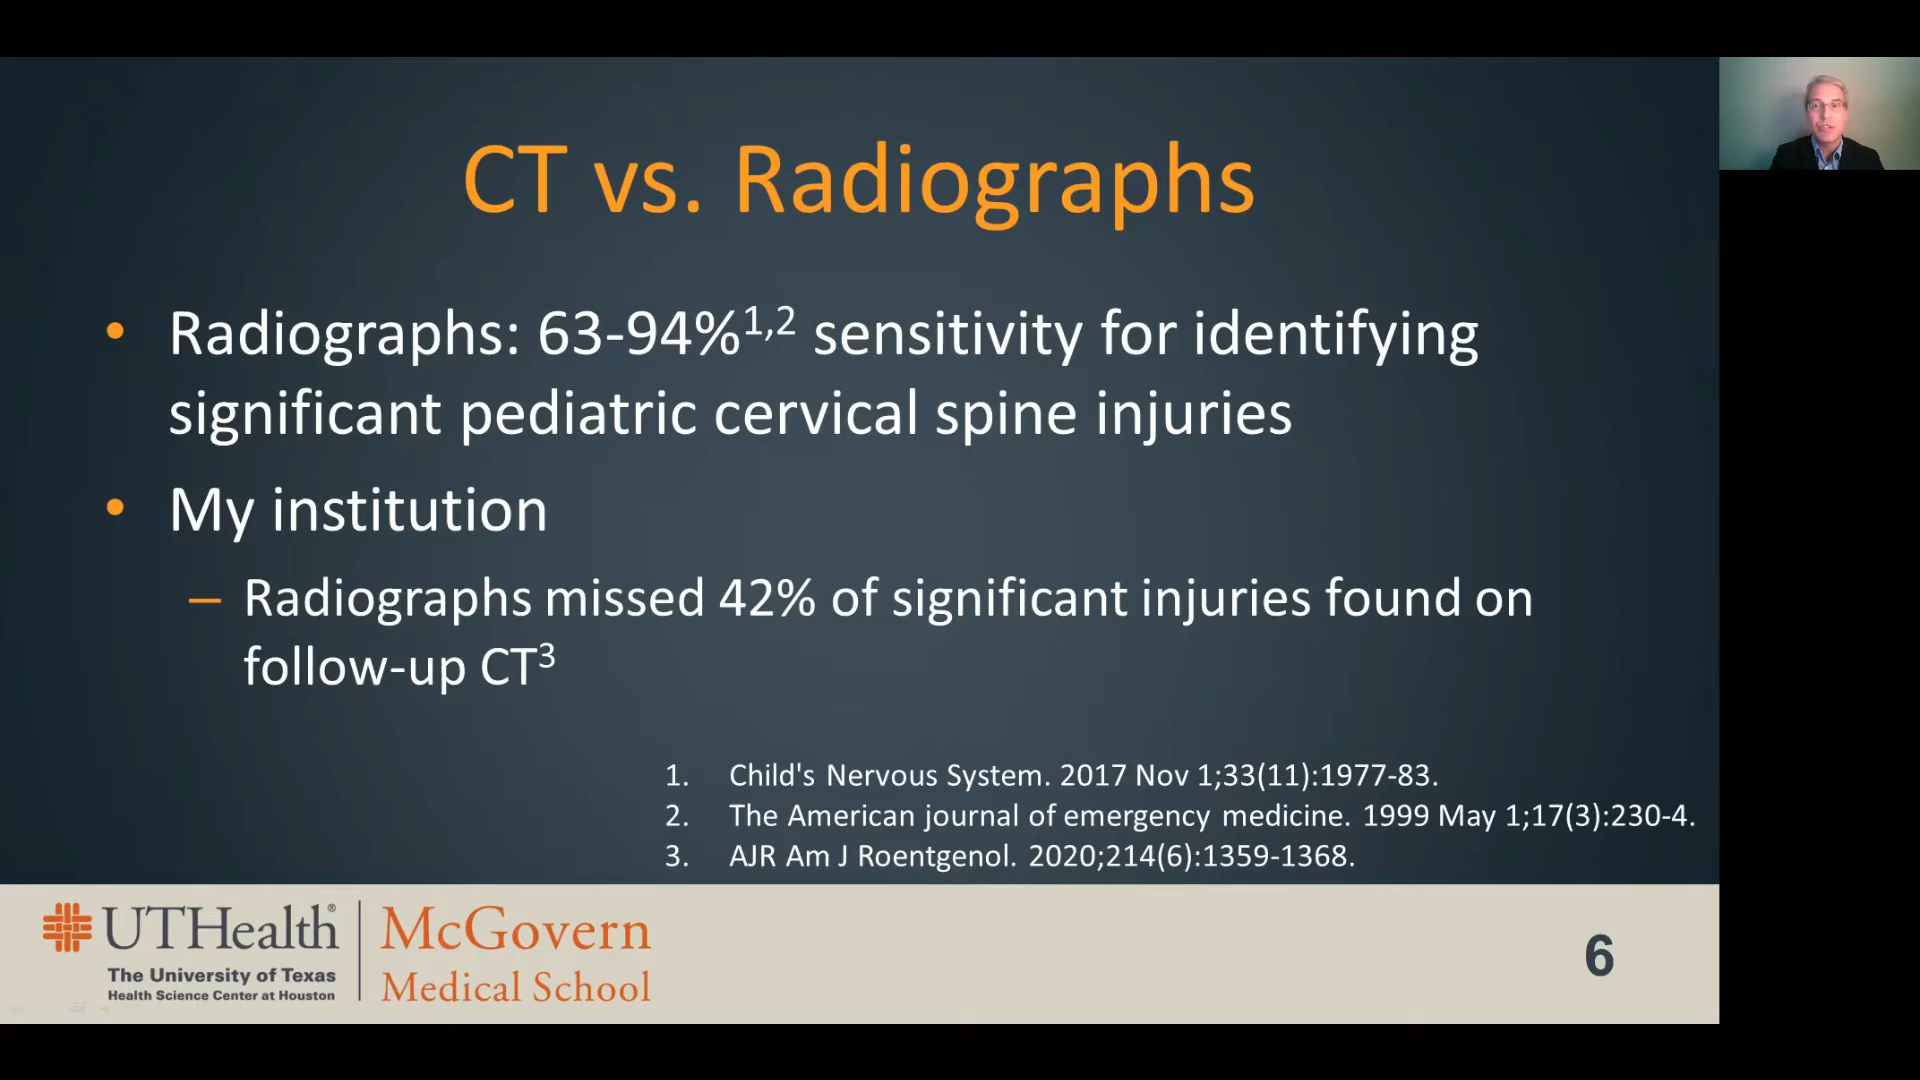 CT vs. Radiographs
• Radiographs: 63-94%1,2 sensitivity for identifying
significant pediatric cervical spine injuries
• My institution
– Radiographs missed 42% of significant injuries found on
follow-up CT3
1. Child's Nervous System. 2017 Nov 1;33(11):1977-83.
2. The American journal of emergency medicine. 1999 May 1;17(3):230-4.
3. AJR Am J Roentgenol. 2020;214(6):1359-1368.
UTHealth®
The University of Texas
Health Science Center at Houston
McGovern
Medical School
6